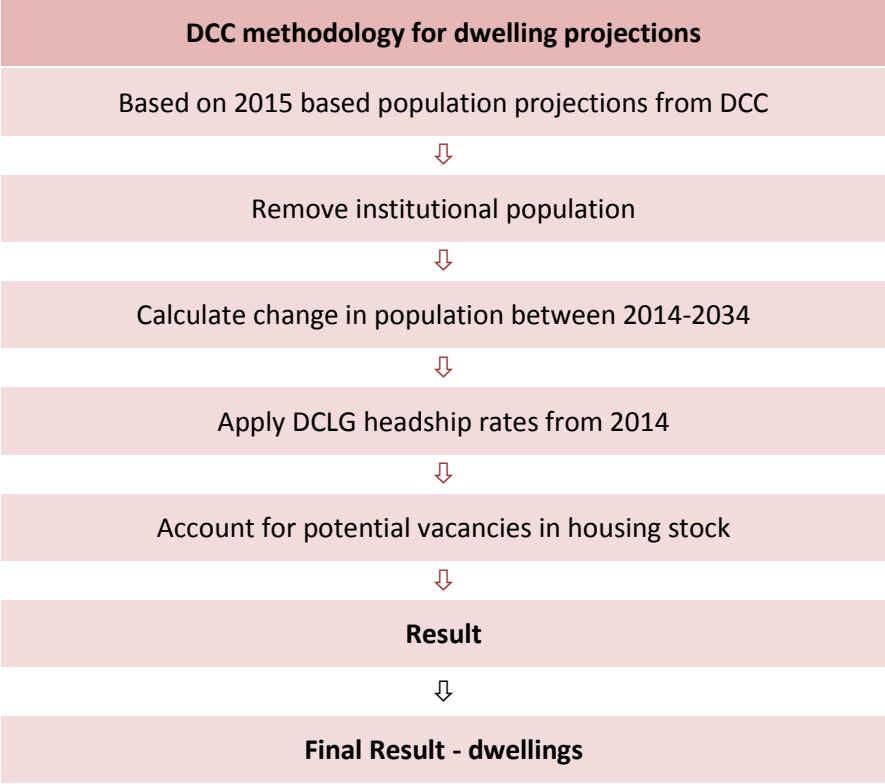 DCC methodology for dwelling projections
Based on 2015 based population projections from DCC
⇩
Remove institutional population
⇩
Calculate change in population between 2014-2034
⇩
Apply DCLG headship rates from 2014
⇩
Account for potential vacancies in housing stock
⇩
Result
⇩
Final Result - dwellings